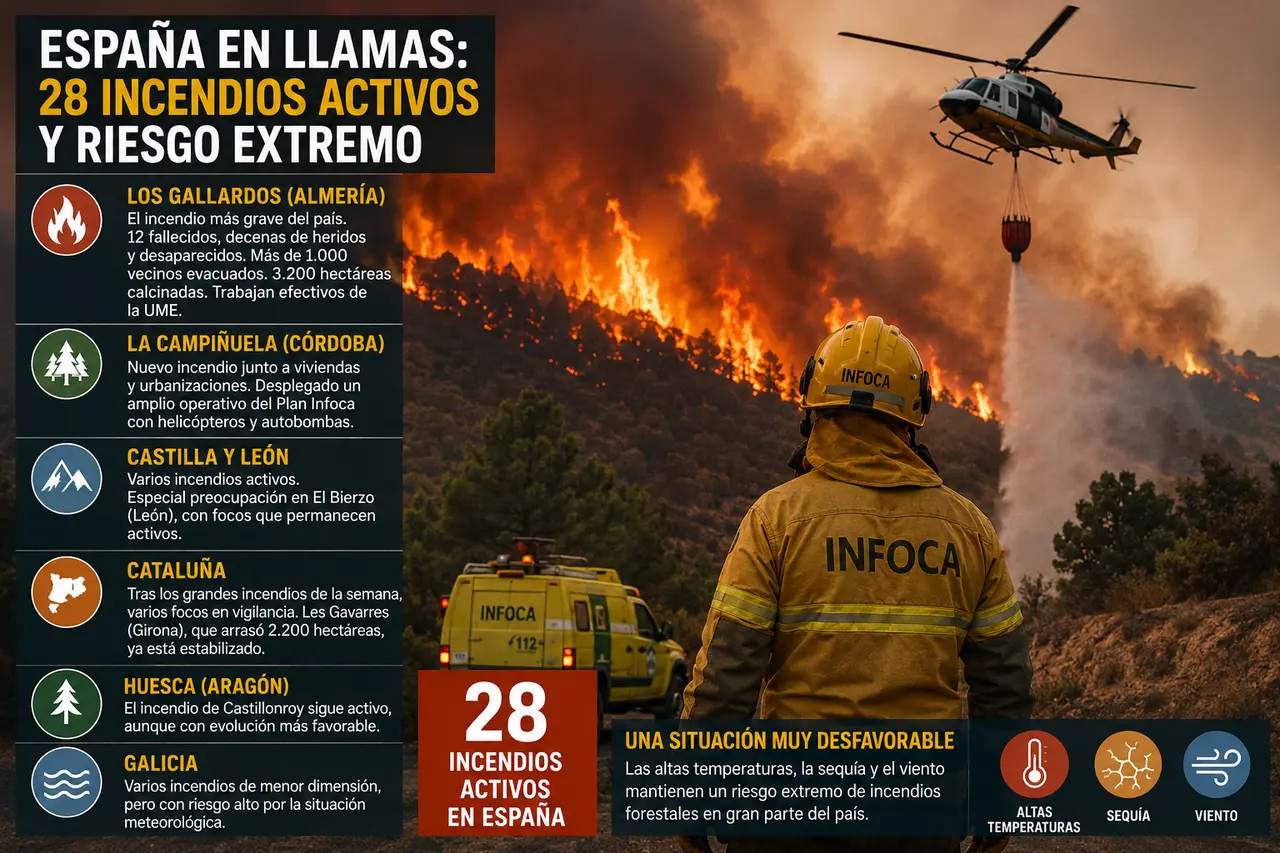 ESPAÑA EN LLAMAS:
28 INCENDIOS ACTIVOS
Y RIESGO EXTREMO
LOS GALLARDOS (ALMERÍA)
El incendio más grave del país.
12 fallecidos, decenas de heridos
y desaparecidos. Más de 1.000
vecinos evacuados. 3.200 hectáreas
calcinadas. Trabajan efectivos de
la UME.
LA CAMPIÑUELA (CÓRDOBA)
Nuevo incendio junto a viviendas
y urbanizaciones. Desplegado un
amplio operativo del Plan Infoca
con helicópteros y autobombas.
CASTILLA Y LEÓN
Varios incendios activos.
Especial preocupación en El Bierzo
(León), con focos que permanecen
activos.
CATALUÑA
Tras los grandes incendios de la semana,
varios focos en vigilancia. Les Gavarres
(Girona), que arrasó 2.200 hectáreas,
ya está estabilizado.
HUESCA (ARAGÓN)
El incendio de Castillonroy sigue activo,
aunque con evolución más favorable.
GALICIA
Varios incendios de menor dimensión,
pero con riesgo alto por la situación
meteorológica.
INFOCA
INFOCA
INFOCA
112
28
INCENDIOS
ACTIVOS
EN ESPAÑA
UNA SITUACIÓN MUY DESFAVORABLE
Las altas temperaturas, la sequía y el viento
mantienen un riesgo extremo de incendios
forestales en gran parte del país.
ALTAS
TEMPERATURAS
SEQUÍA
VIENTO